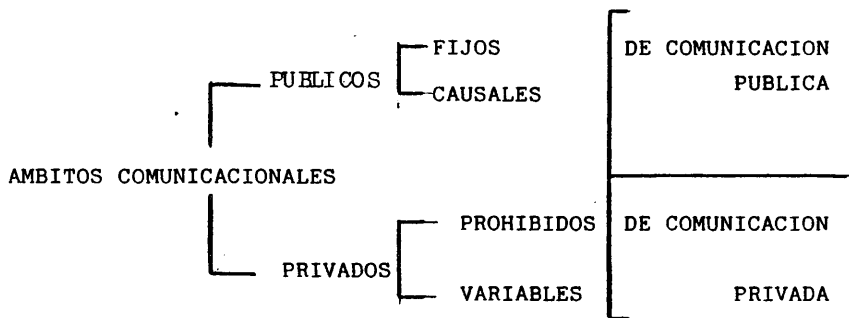 FIJOS DE COMUNICACION
PUBLICOS PUBLICA
CAUSALES
AMBITOS COMUNICACIONALES
PROHIBIDOS DE COMUNICACION
PRIVADOS
VARIABLES PRIVADA